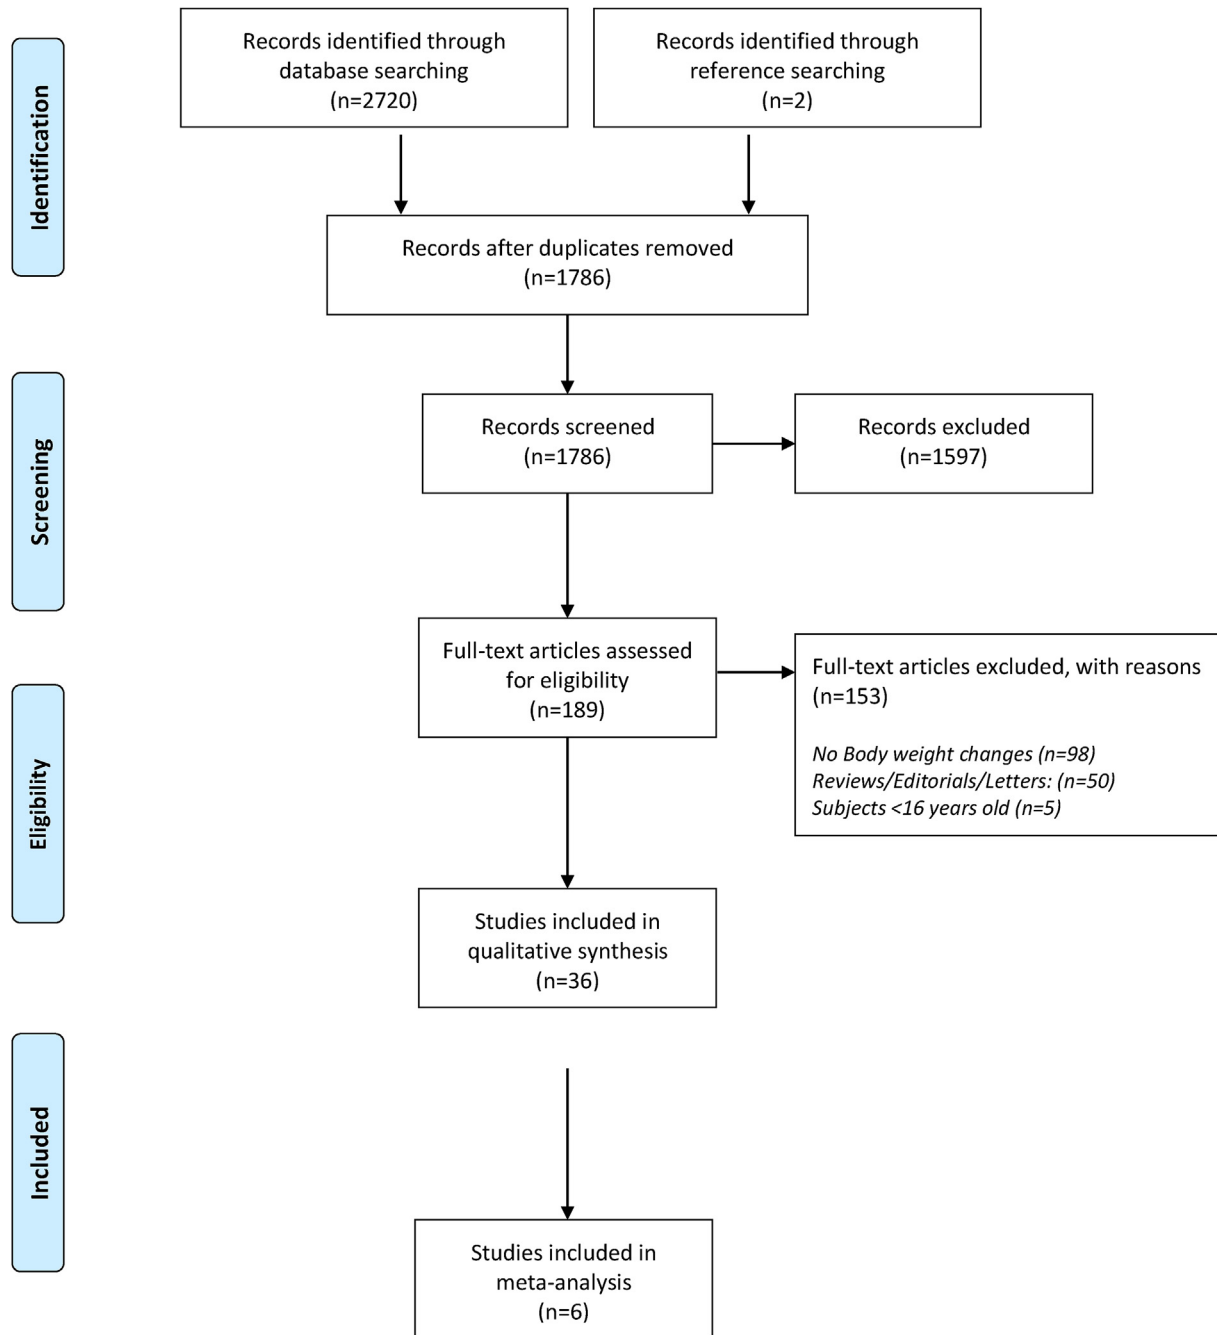 Identification
Records identified through
database searching
(n=2720)
Records identified through
reference searching
(n=2)
Records after duplicates removed
(n=1786)
Screening
Records screened
(n=1786)
Records excluded
(n=1597)
Eligibility
Full-text articles assessed
for eligibility
(n=189)
Full-text articles excluded, with reasons
(n=153)
No Body weight changes (n=98)
Reviews/Editorials/Letters: (n=50)
Subjects <16 years old (n=5)
Studies included in
qualitative synthesis
(n=36)
Included
Studies included in
meta-analysis
(n=6)